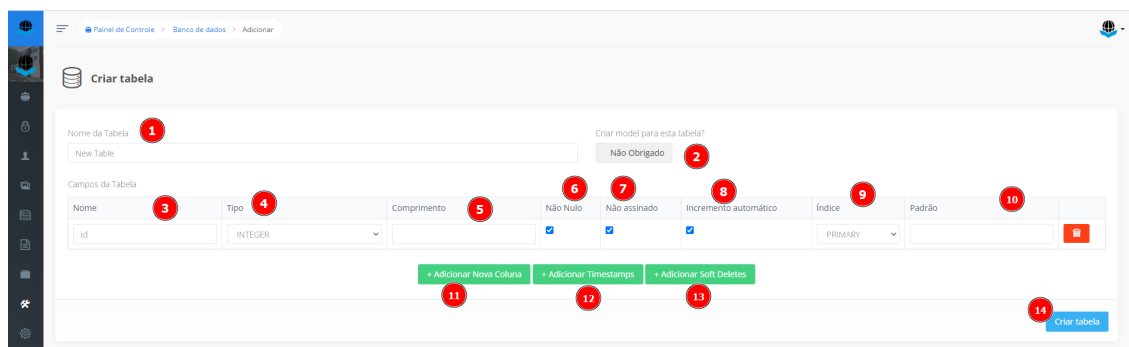 Painel de Controle > Banco de dados > Adicionar
Criar tabela
Nome da Tabela 1
Criar model para esta tabela?
New Table
Não Obrigado 2
Campos da Tabela
Nome 3 Tipo 4 Comprimento 5 Não Nulo 6 Não assinado 7 Incremento automático 8 Índice 9 Padrão 10
id INTEGER PRIMARY
+ Adicionar Nova Coluna + Adicionar Timestamps + Adicionar Soft Deletes
11 12 13
14
Criar tabela